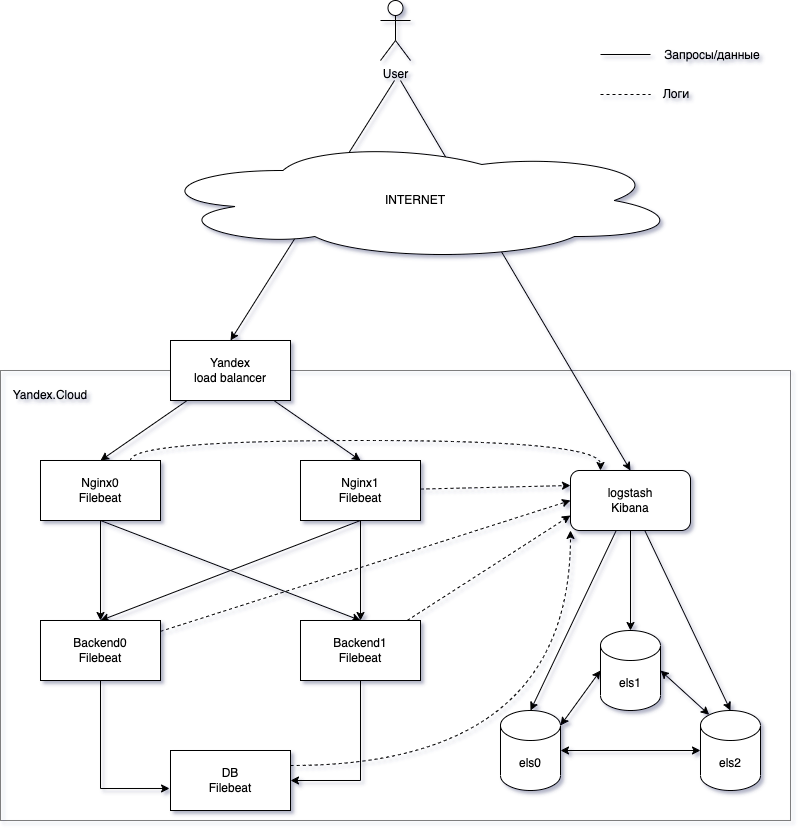 User
Запросы/данные
Логи
INTERNET
Yandex
load balancer
Yandex.Cloud
Nginx0
Filebeat
Nginx1
Filebeat
logstash
Kibana
Backend0
Filebeat
Backend1
Filebeat
els1
els0
els2
DB
Filebeat